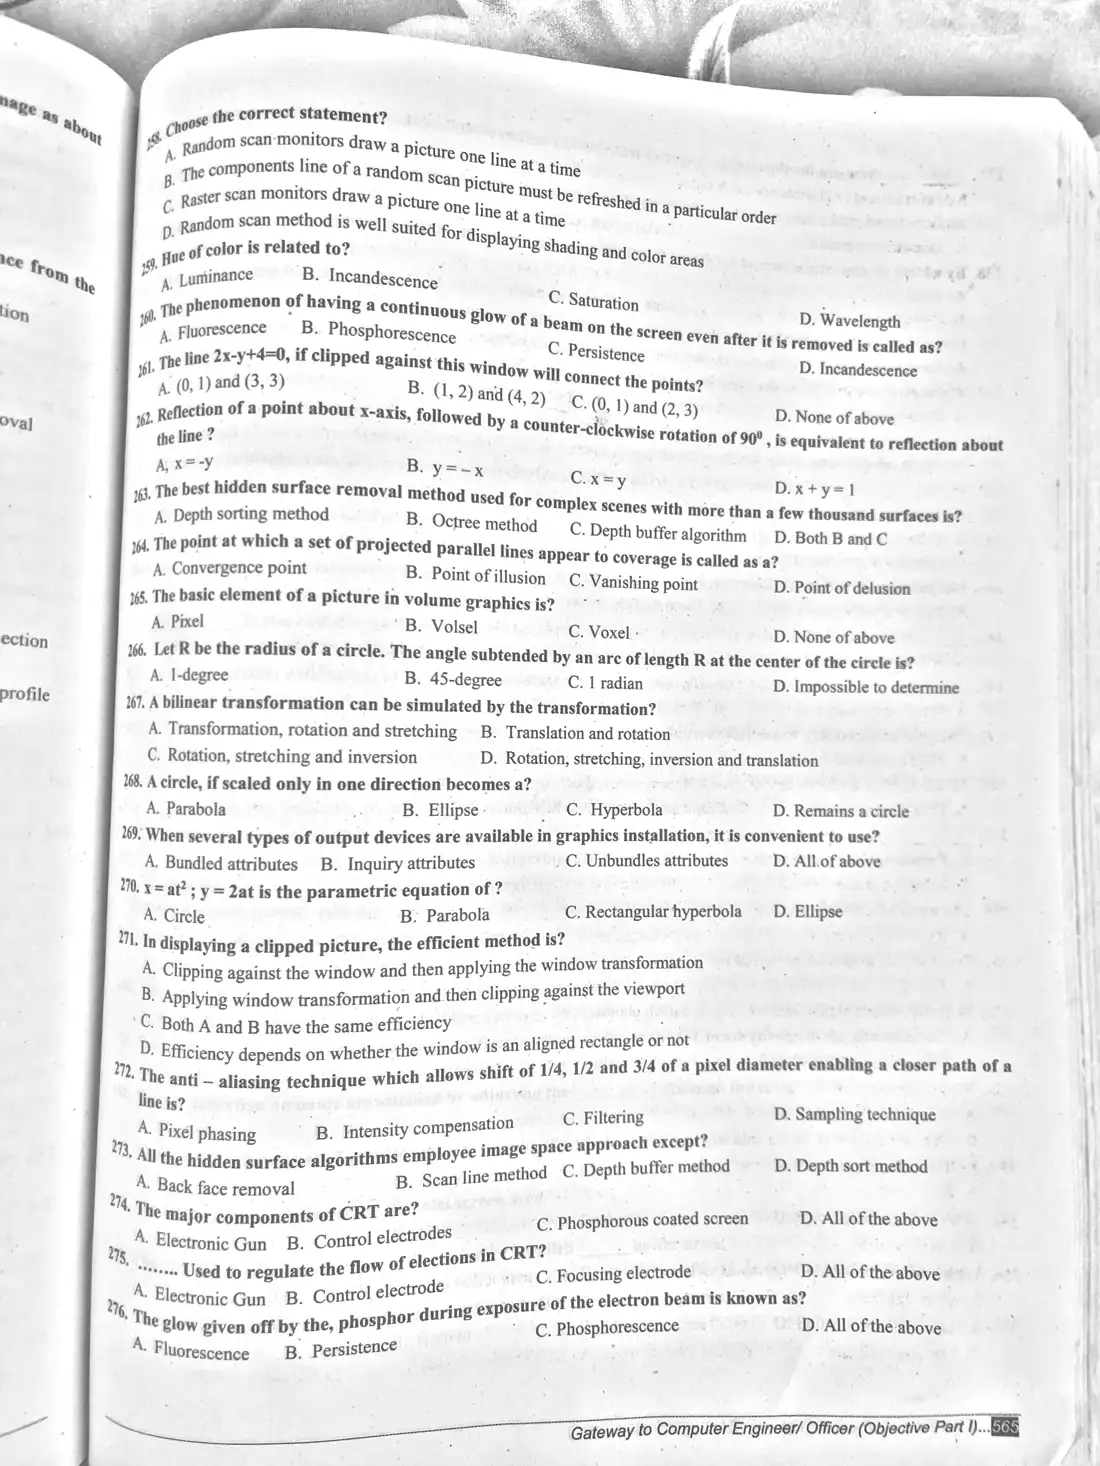 nage as about
ace from the
tion
oval
ection
profile
258. Choose the correct statement?
A. Random scan monitors draw a picture one line at a time
B. The components line of a random scan picture must be refreshed in a particular order
C. Raster scan monitors draw a picture one line at a time
D. Random scan method is well suited for displaying shading and color areas
259. Hue of color is related to?
A. Luminance B. Incandescence C. Saturation D. Wavelength
260. The phenomenon of having a continuous glow of a beam on the screen even after it is removed is called as?
A. Fluorescence B. Phosphorescence C. Persistence D. Incandescence
261. The line 2x-y+4=0, if clipped against this window will connect the points?
A. (0, 1) and (3, 3) B. (1, 2) and (4, 2) C. (0, 1) and (2, 3) D. None of above
262. Reflection of a point about x-axis, followed by a counter-clockwise rotation of 90⁰ , is equivalent to reflection about
the line ?
A, x = -y B. y = - x C. x = y D. x + y = 1
263. The best hidden surface removal method used for complex scenes with more than a few thousand surfaces is?
A. Depth sorting method B. Octree method C. Depth buffer algorithm D. Both B and C
264. The point at which a set of projected parallel lines appear to coverage is called as a?
A. Convergence point B. Point of illusion C. Vanishing point D. Point of delusion
265. The basic element of a picture in volume graphics is?
A. Pixel B. Volsel C. Voxel D. None of above
266. Let R be the radius of a circle. The angle subtended by an arc of length R at the center of the circle is?
A. 1-degree B. 45-degree C. 1 radian D. Impossible to determine
267. A bilinear transformation can be simulated by the transformation?
A. Transformation, rotation and stretching B. Translation and rotation
C. Rotation, stretching and inversion D. Rotation, stretching, inversion and translation
268. A circle, if scaled only in one direction becomes a?
A. Parabola B. Ellipse C. Hyperbola D. Remains a circle
269. When several types of output devices are available in graphics installation, it is convenient to use?
A. Bundled attributes B. Inquiry attributes C. Unbundles attributes D. All of above
270. x = at² ; y = 2at is the parametric equation of ?
A. Circle B. Parabola C. Rectangular hyperbola D. Ellipse
271. In displaying a clipped picture, the efficient method is?
A. Clipping against the window and then applying the window transformation
B. Applying window transformation and then clipping against the viewport
C. Both A and B have the same efficiency
D. Efficiency depends on whether the window is an aligned rectangle or not
272. The anti – aliasing technique which allows shift of 1/4, 1/2 and 3/4 of a pixel diameter enabling a closer path of a
line is?
A. Pixel phasing B. Intensity compensation C. Filtering D. Sampling technique
273. All the hidden surface algorithms employee image space approach except?
A. Back face removal B. Scan line method C. Depth buffer method D. Depth sort method
274. The major components of CRT are?
A. Electronic Gun B. Control electrodes C. Phosphorous coated screen D. All of the above
275. ........ Used to regulate the flow of elections in CRT?
A. Electronic Gun B. Control electrode C. Focusing electrode D. All of the above
276. The glow given off by the, phosphor during exposure of the electron beam is known as?
A. Fluorescence B. Persistence C. Phosphorescence D. All of the above
Gateway to Computer Engineer/ Officer (Objective Part I)...565